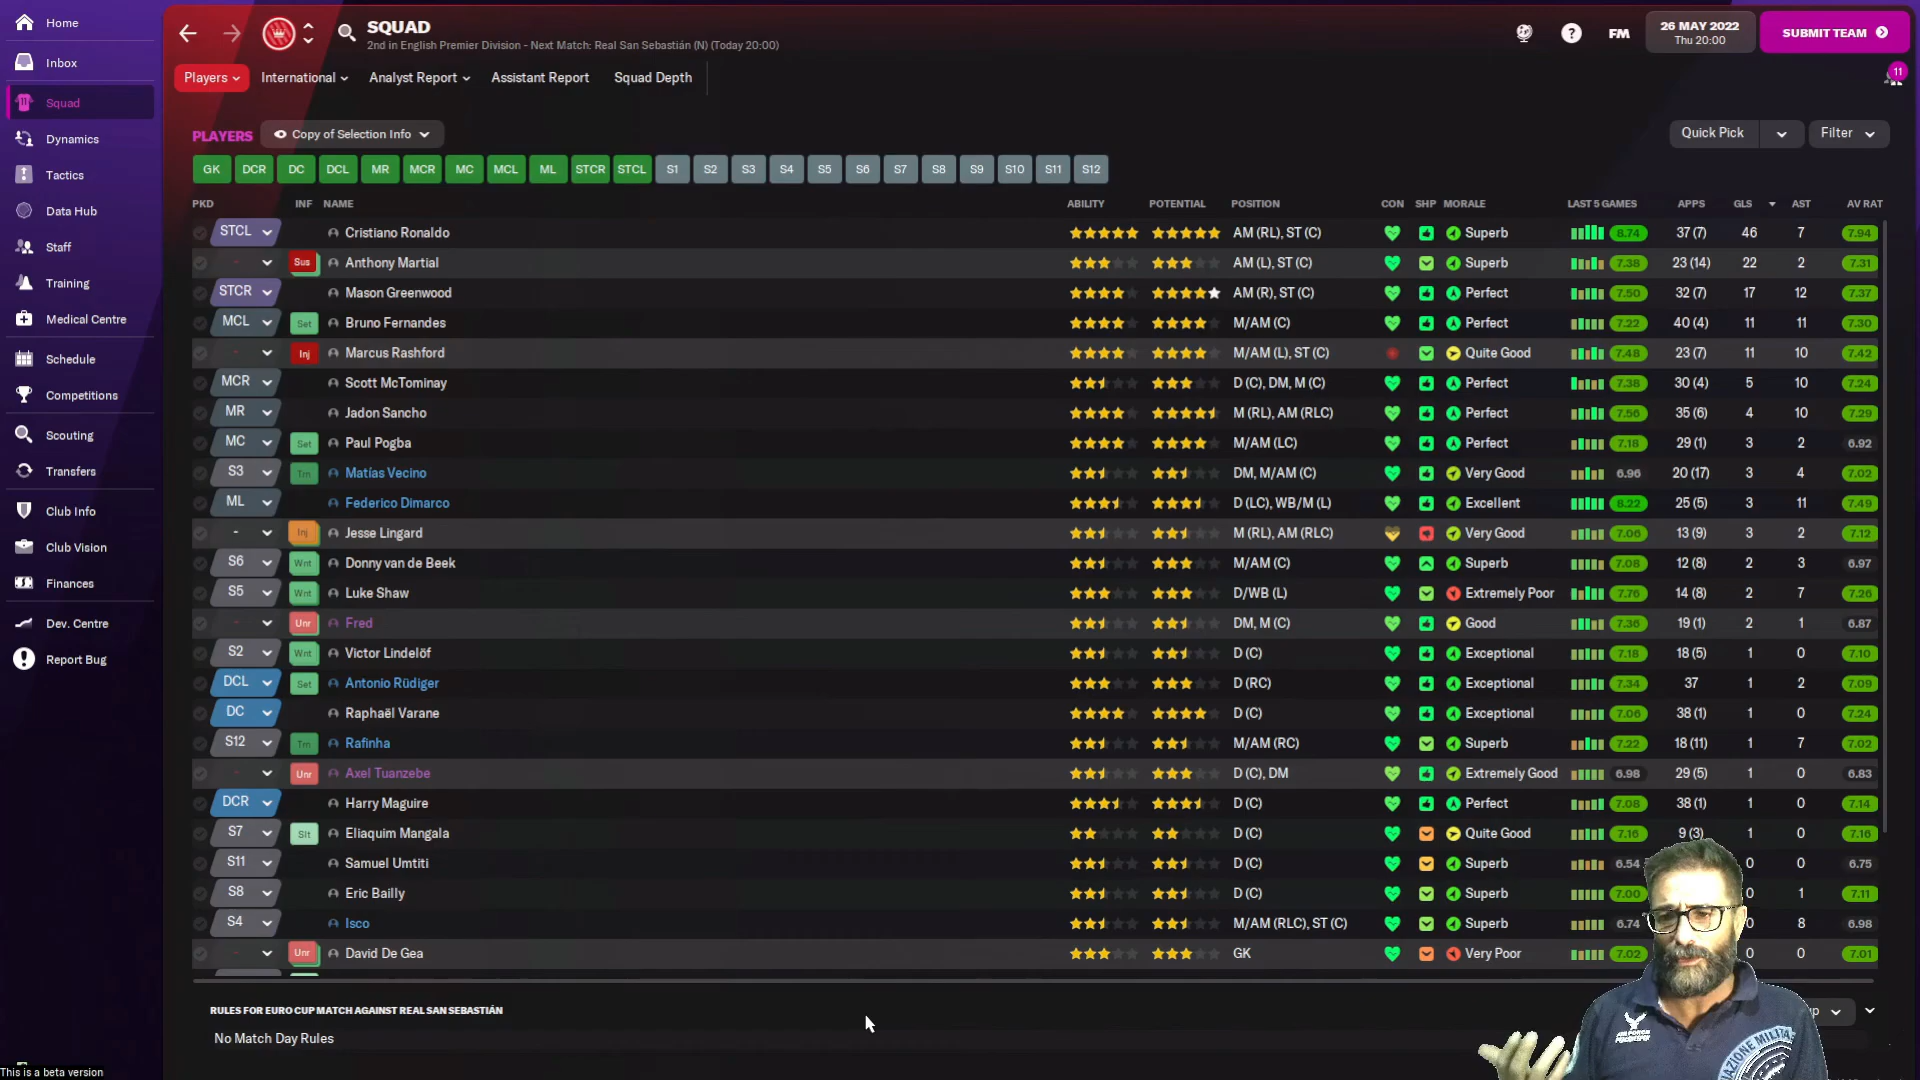 Home
SQUAD
2nd in English Premier Division - Next Match: Real San Sebastián (N) (Today 20:00)
FM
26 MAY 2022
Thu 20:00
SUBMIT TEAM
Inbox
Players International Analyst Report Assistant Report Squad Depth
11
Squad
Dynamics
Tactics
Data Hub
Staff
Training
Medical Centre
Schedule
Competitions
Scouting
Transfers
Club Info
Club Vision
Finances
Dev. Centre
Report Bug
This is a beta version
PLAYERS Copy of Selection Info Quick Pick Filter
GK DCR DC DCL MR MCR MC MCL ML STCR STCL S1 S2 S3 S4 S5 S6 S7 S8 S9 S10 S11 S12
PKD INF NAME ABILITY POTENTIAL POSITION CON SHP MORALE LAST 5 GAMES APPS GLS AST AV RAT
STCL Cristiano Ronaldo AM (RL), ST (C) Superb 8.74 37 (7) 46 7 7.94
- Sus Anthony Martial AM (L), ST (C) Superb 7.38 23 (14) 22 2 7.31
STCR Mason Greenwood AM (R), ST (C) Perfect 7.50 32 (7) 17 12 7.37
MCL Set Bruno Fernandes M/AM (C) Perfect 7.22 40 (4) 11 11 7.30
- Inj Marcus Rashford M/AM (L), ST (C) Quite Good 7.48 23 (7) 11 10 7.42
MCR Scott McTominay D (C), DM, M (C) Perfect 7.38 30 (4) 5 10 7.24
MR Jadon Sancho M (RL), AM (RLC) Perfect 7.56 35 (6) 4 10 7.29
MC Set Paul Pogba M/AM (LC) Perfect 7.18 29 (1) 3 2 6.92
S3 Trn Matías Vecino DM, M/AM (C) Very Good 6.96 20 (17) 3 4 7.02
ML Federico Dimarco D (LC), WB/M (L) Excellent 8.22 25 (5) 3 11 7.49
- Inj Jesse Lingard M (RL), AM (RLC) Very Good 7.06 13 (9) 3 2 7.12
S6 Wnt Donny van de Beek M/AM (C) Superb 7.08 12 (8) 2 3 6.97
S5 Wnt Luke Shaw D/WB (L) Extremely Poor 7.76 14 (8) 2 7 7.26
- Unr Fred DM, M (C) Good 7.36 19 (1) 2 1 6.87
S2 Wnt Victor Lindelöf D (C) Exceptional 7.18 18 (5) 1 0 7.10
DCL Set Antonio Rüdiger D (RC) Exceptional 7.34 37 1 2 7.09
DC Raphaël Varane D (C) Exceptional 7.06 38 (1) 1 0 7.24
S12 Trn Rafinha M/AM (RC) Superb 7.22 18 (11) 1 7 7.02
- Unr Axel Tuanzebe D (C), DM Extremely Good 6.98 29 (5) 1 0 6.83
DCR Harry Maguire D (C) Perfect 7.08 38 (1) 1 0 7.14
S7 Slt Eliaquim Mangala D (C) Quite Good 7.16 9 (3) 1 0 7.16
S11 Samuel Umtiti D (C) Superb 6.54 0 0 6.75
S8 Eric Bailly D (C) Superb 7.00 0 1 7.11
S4 Isco M/AM (RLC), ST (C) Superb 6.74 0 8 6.98
- Unr David De Gea GK Very Poor 7.02 0 0 7.01
RULES FOR EURO CUP MATCH AGAINST REAL SAN SEBASTIÁN
No Match Day Rules